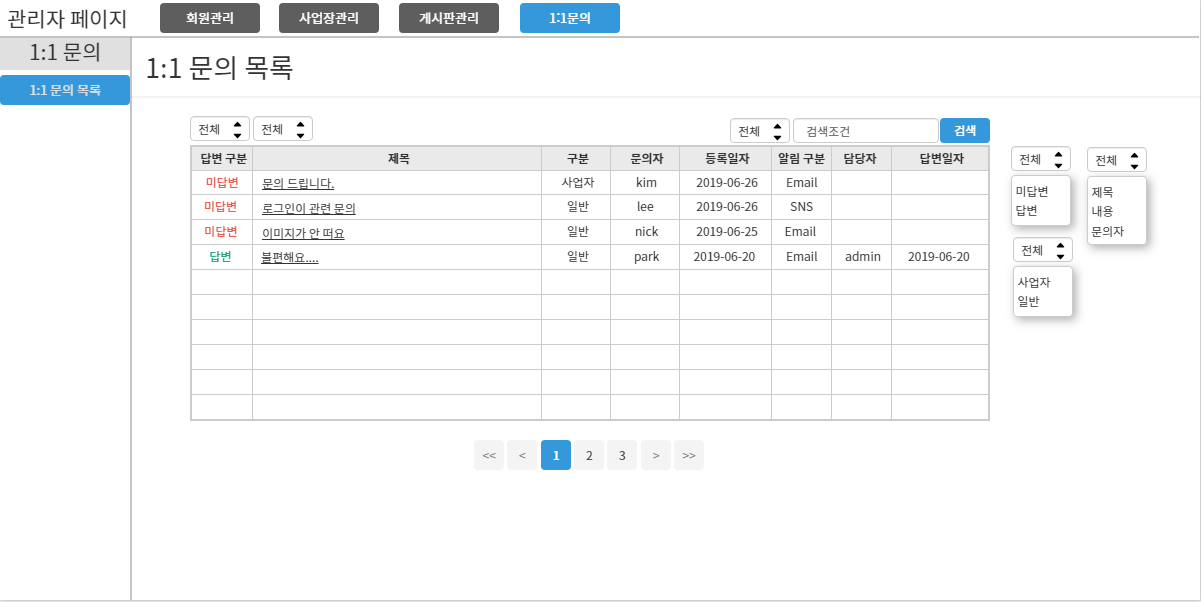 관리자 페이지 회원관리 사업장관리 게시판관리 1:1문의
1:1 문의
1:1 문의 목록
1:1 문의 목록
전체 전체 전체 검색조건 검색
답변 구분 제목 구분 문의자 등록일자 알림 구분 담당자 답변일자
미답변 문의 드립니다. 사업자 kim 2019-06-26 Email
미답변 로그인이 관련 문의 일반 lee 2019-06-26 SNS
미답변 이미지가 안 떠요 일반 nick 2019-06-25 Email
답변 불편해요.... 일반 park 2019-06-20 Email admin 2019-06-20
<< < 1 2 3 > >>
전체
미답변
답변
전체
사업자
일반
전체
제목
내용
문의자